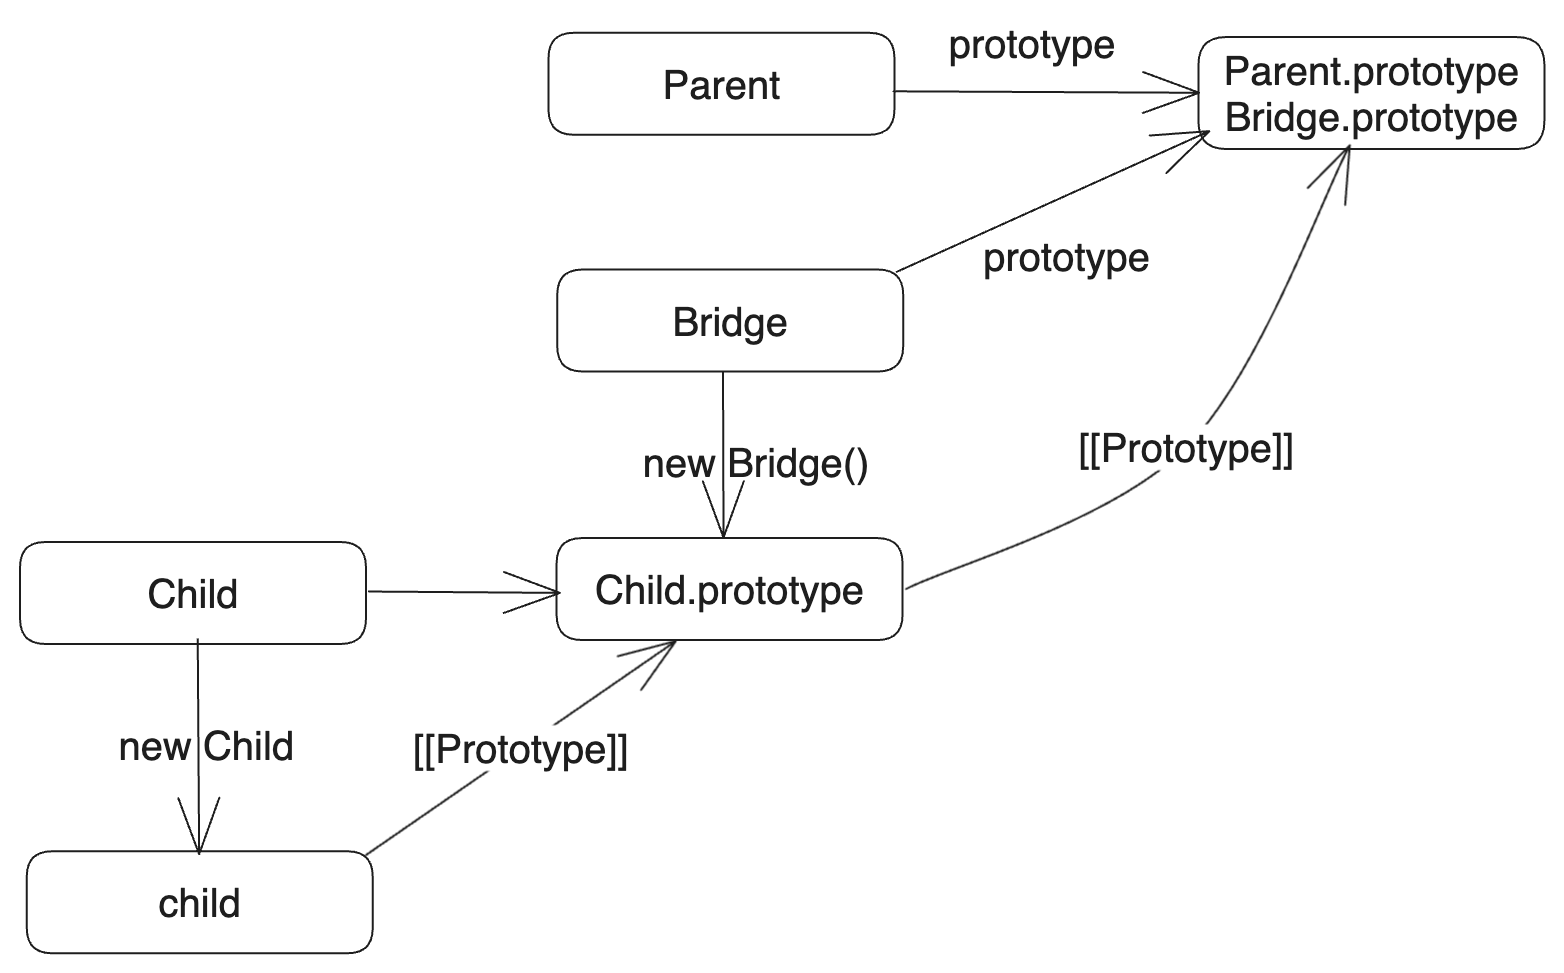 prototype
Parent
Parent.prototype
Bridge.prototype
prototype
Bridge
[[Prototype]]
new Bridge()
Child
Child.prototype
new Child
[[Prototype]]
child